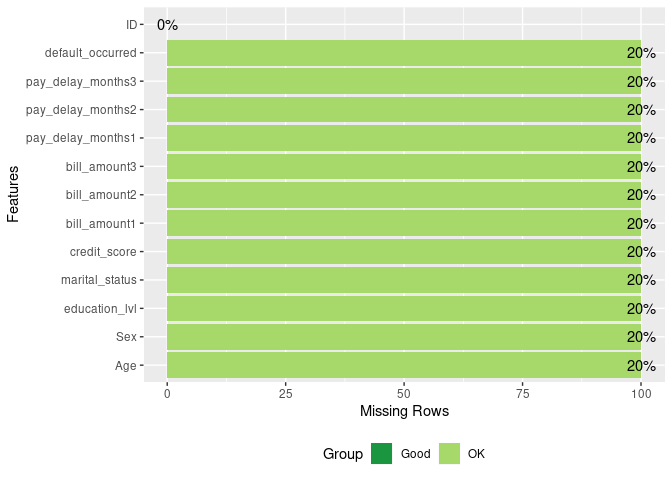 ID
0%
default_occurred
20%
pay_delay_months3
20%
pay_delay_months2
20%
pay_delay_months1
20%
bill_amount3
20%
bill_amount2
20%
bill_amount1
20%
credit_score
20%
marital_status
20%
education_lvl
20%
Sex
20%
Age
20%
Features
0 25 50 75 100
Missing Rows
Group Good OK